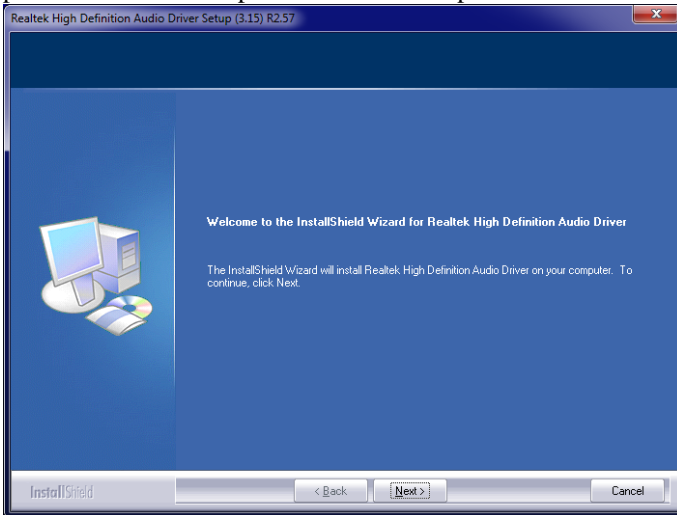 Realtek High Definition Audio Driver Setup (3.15) R2.57
Welcome to the InstallShield Wizard for Realtek High Definition Audio Driver
The InstallShield Wizard will install Realtek High Definition Audio Driver on your computer. To
continue, click Next.
InstallShield
< Back
Next >
Cancel